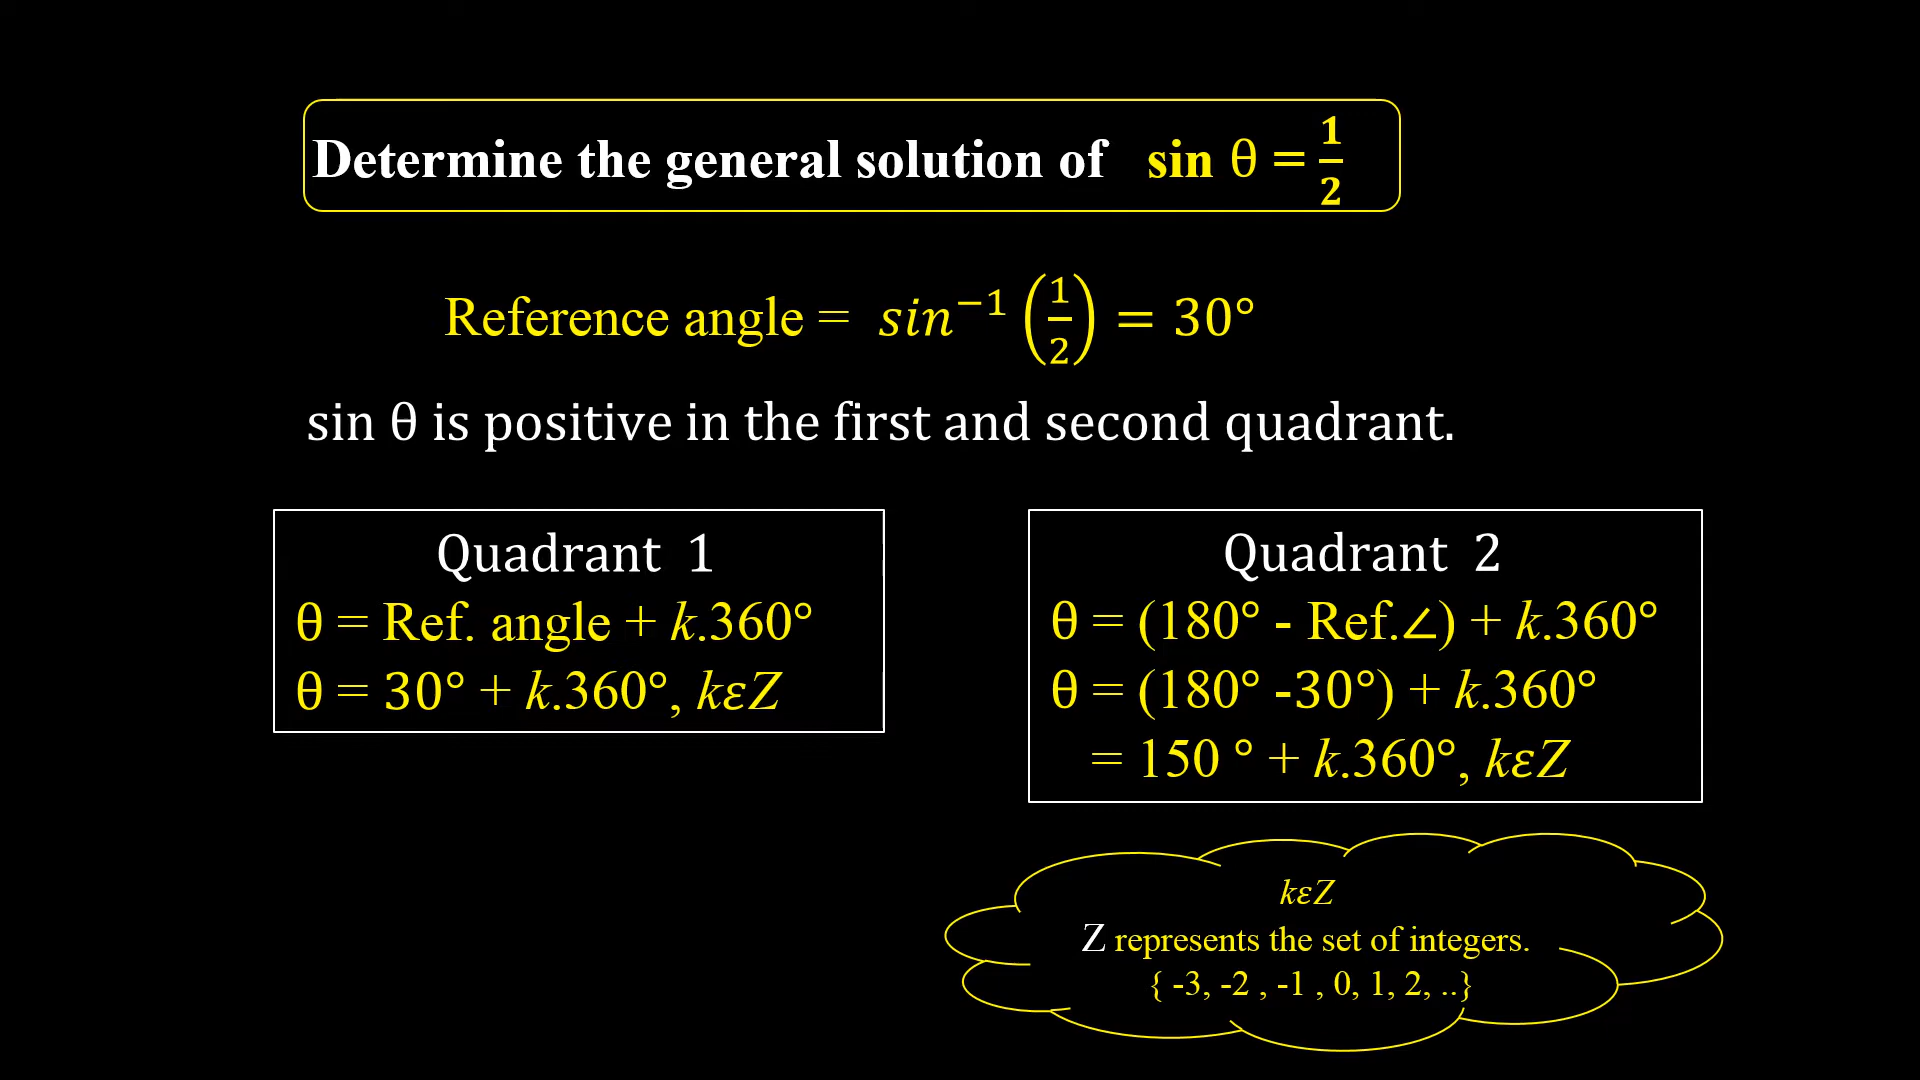 Determine the general solution of sin θ = 1/2
Reference angle = sin⁻¹ (1/2) = 30°
sin θ is positive in the first and second quadrant.
Quadrant 1
θ = Ref. angle + k.360°
θ = 30° + k.360°, kεZ
Quadrant 2
θ = (180° - Ref.∠) + k.360°
θ = (180° -30°) + k.360°
= 150 ° + k.360°, kεZ
kεZ
Z represents the set of integers.
{ -3, -2 , -1 , 0, 1, 2, ..}